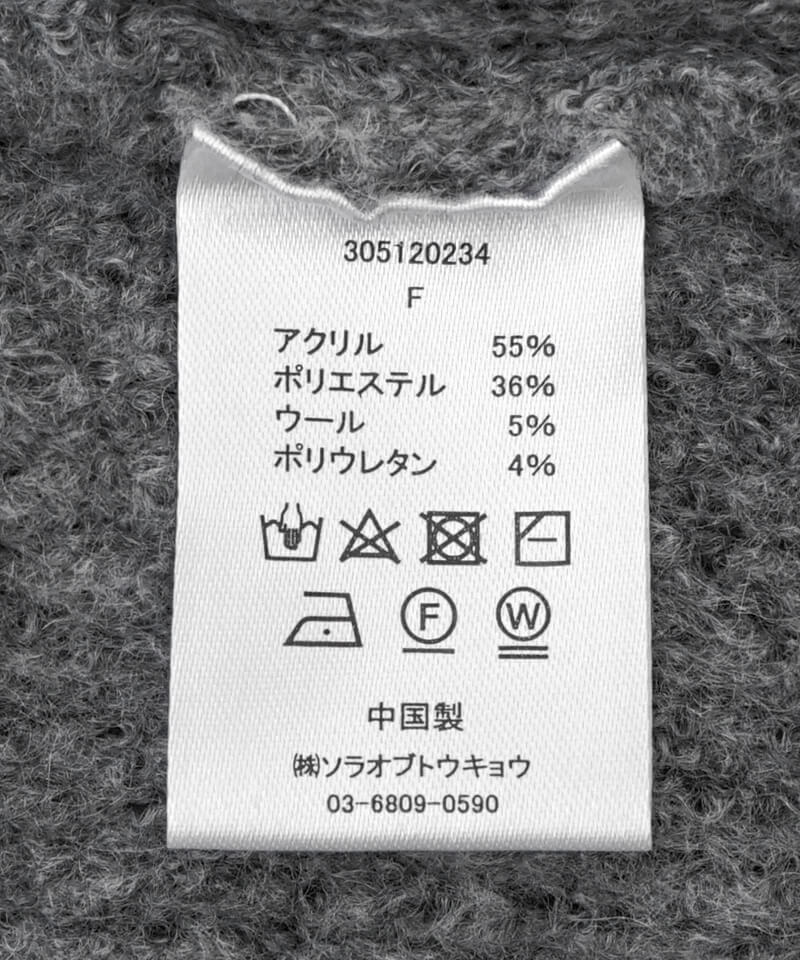 305120234
F
アクリル 55%
ポリエステル 36%
ウール 5%
ポリウレタン 4%
F W
中国製
㈱ソラオブトウキョウ
03-6809-0590